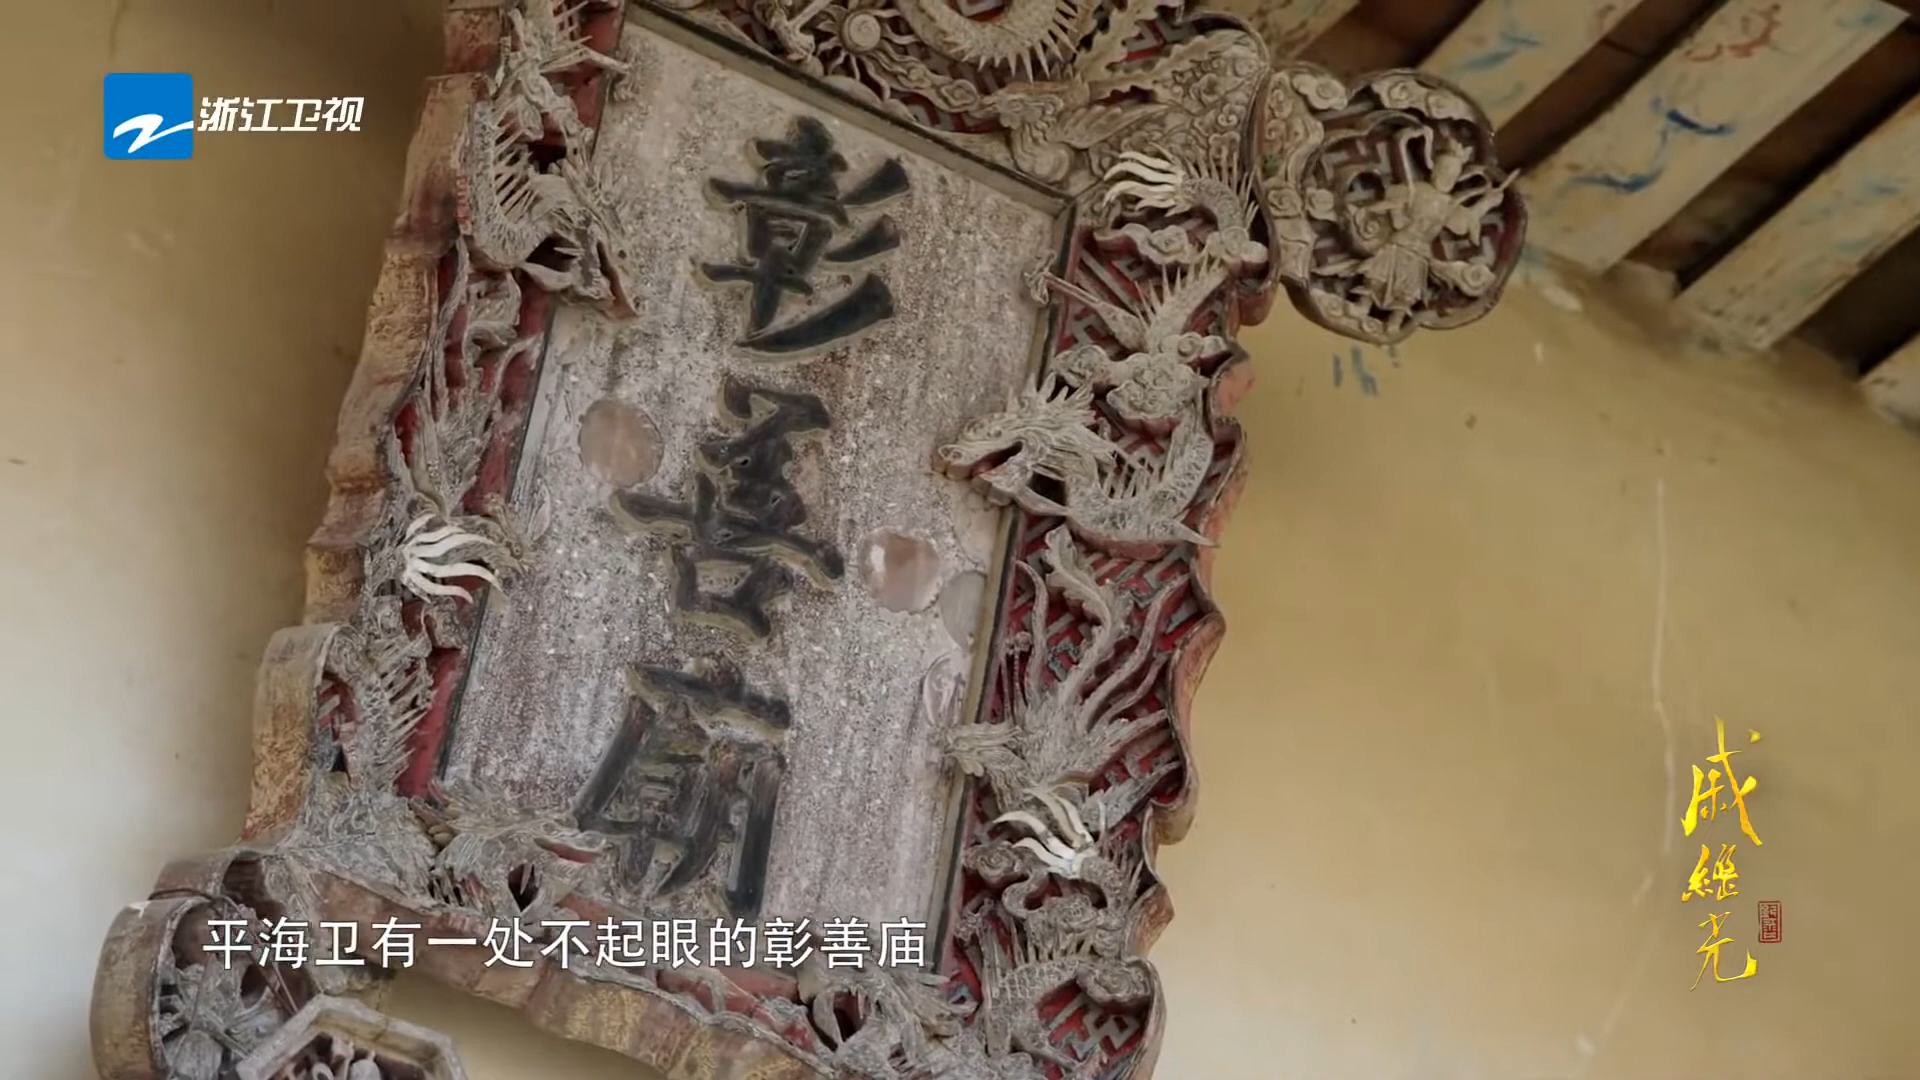 浙江卫视
彰善庙
平海卫有一处不起眼的彰善庙
戚继光